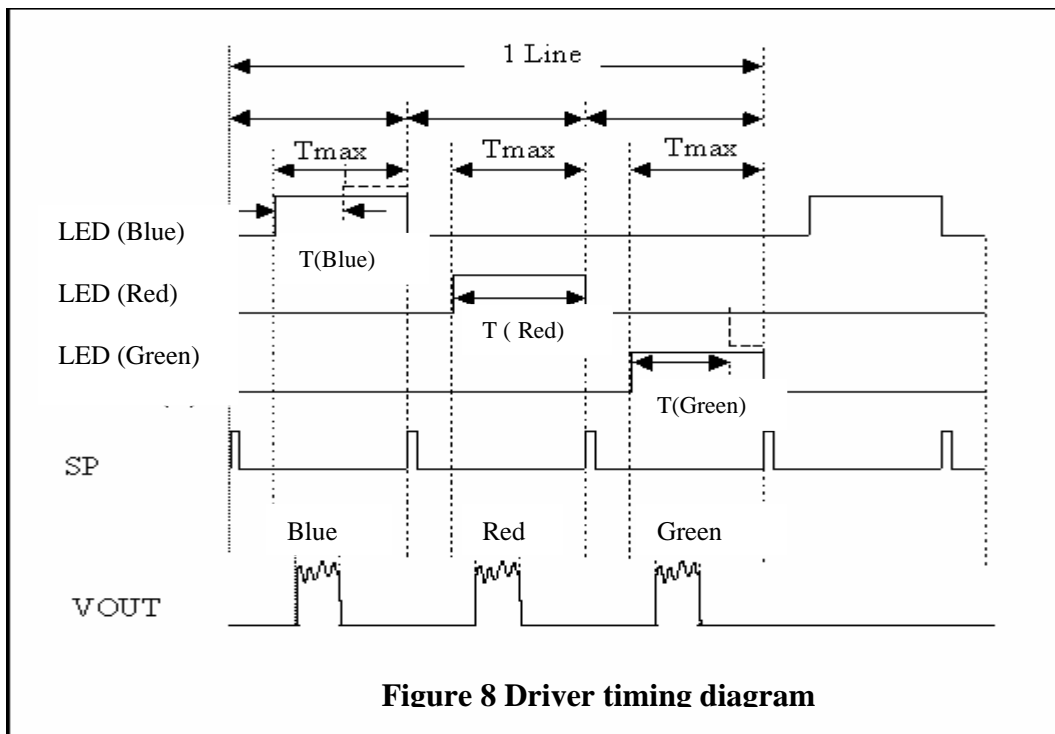 1 Line
Tmax Tmax Tmax
LED (Blue)
T(Blue)
LED (Red)
T ( Red)
LED (Green)
T(Green)
SP
Blue Red Green
VOUT
Figure 8 Driver timing diagram